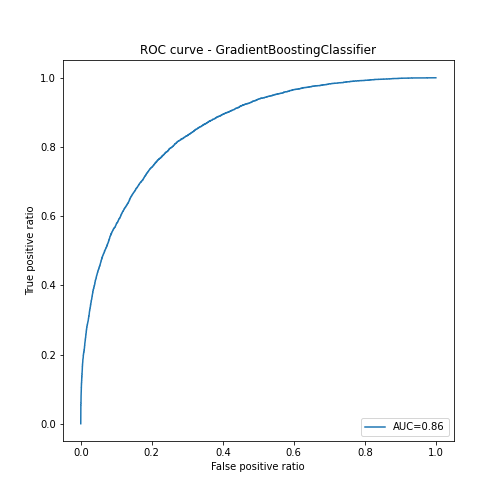 ROC curve - GradientBoostingClassifier
True positive ratio
1.0
0.8
0.6
0.4
0.2
0.0
0.0 0.2 0.4 0.6 0.8 1.0
False positive ratio
AUC=0.86